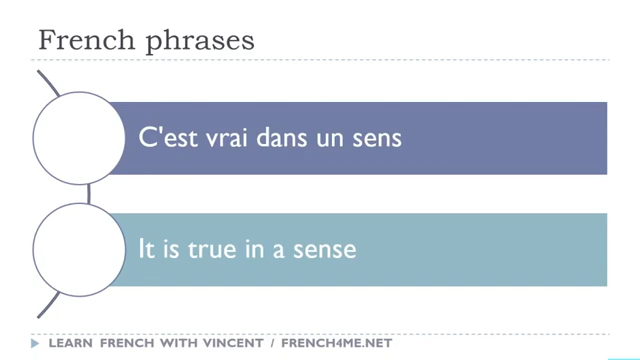 French phrases
C'est vrai dans un sens
It is true in a sense
LEARN FRENCH WITH VINCENT / FRENCH4ME.NET